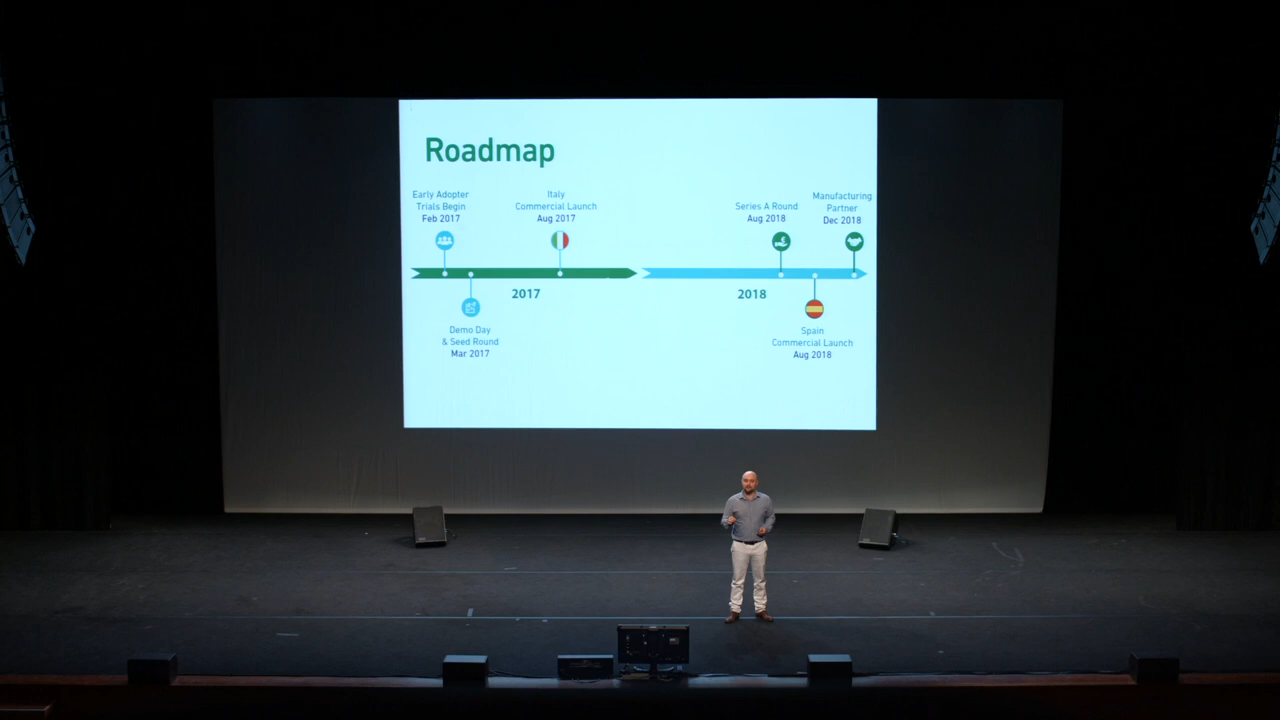 Roadmap
Early Adopter
Trials Begin
Feb 2017
Italy
Commercial Launch
Aug 2017
Series A Round
Aug 2018
Manufacturing
Partner
Dec 2018
2017
2018
Demo Day
& Seed Round
Mar 2017
Spain
Commercial Launch
Aug 2018